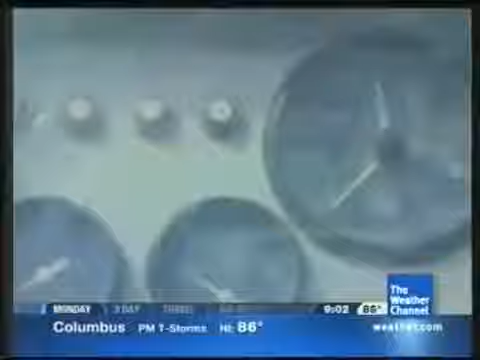 MONDAY 3 DAY
9:02 86°
The
Weather
Channel
Columbus PM T-Storms HI: 86°
weather.com